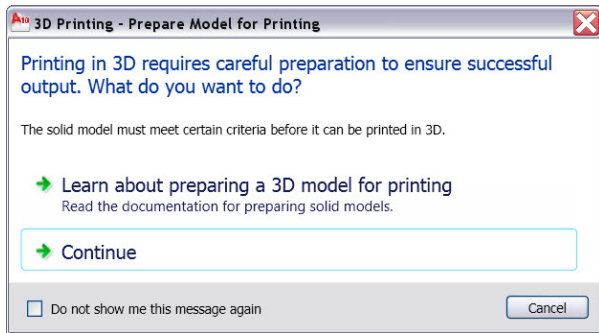 A10 3D Printing - Prepare Model for Printing
Printing in 3D requires careful preparation to ensure successful
output. What do you want to do?
The solid model must meet certain criteria before it can be printed in 3D.
Learn about preparing a 3D model for printing
Read the documentation for preparing solid models.
Continue
Do not show me this message again
Cancel